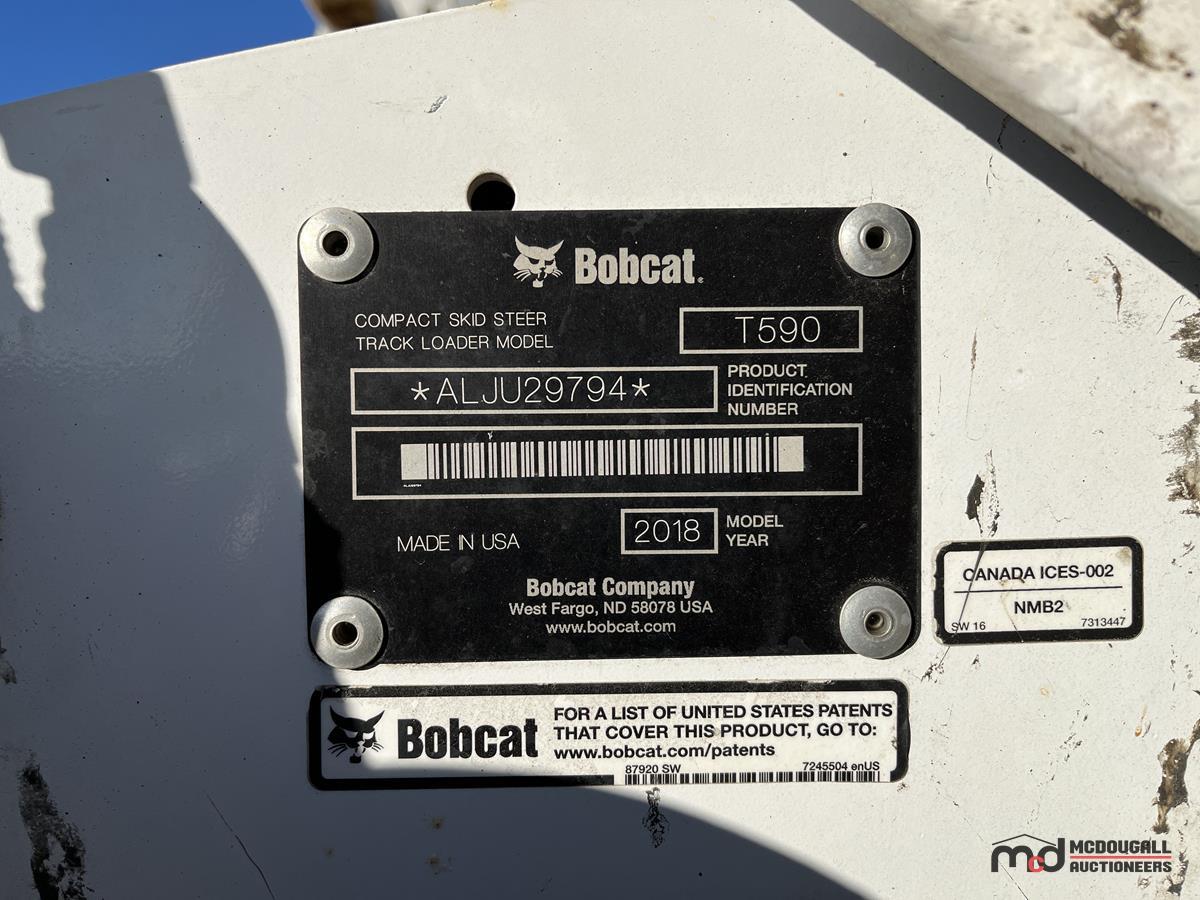 Bobcat
COMPACT SKID STEER
TRACK LOADER MODEL
T590
*ALJU29794*
PRODUCT
IDENTIFICATION
NUMBER
MADE IN USA
2018
MODEL
YEAR
Bobcat Company
West Fargo, ND 58078 USA
www.bobcat.com
CANADA ICES-002
NMB2
SW 16 7313447
Bobcat
FOR A LIST OF UNITED STATES PATENTS
THAT COVER THIS PRODUCT, GO TO:
www.bobcat.com/patents
87920 SW 7245504 enUS
mcd MCDOUGALL
AUCTIONEERS